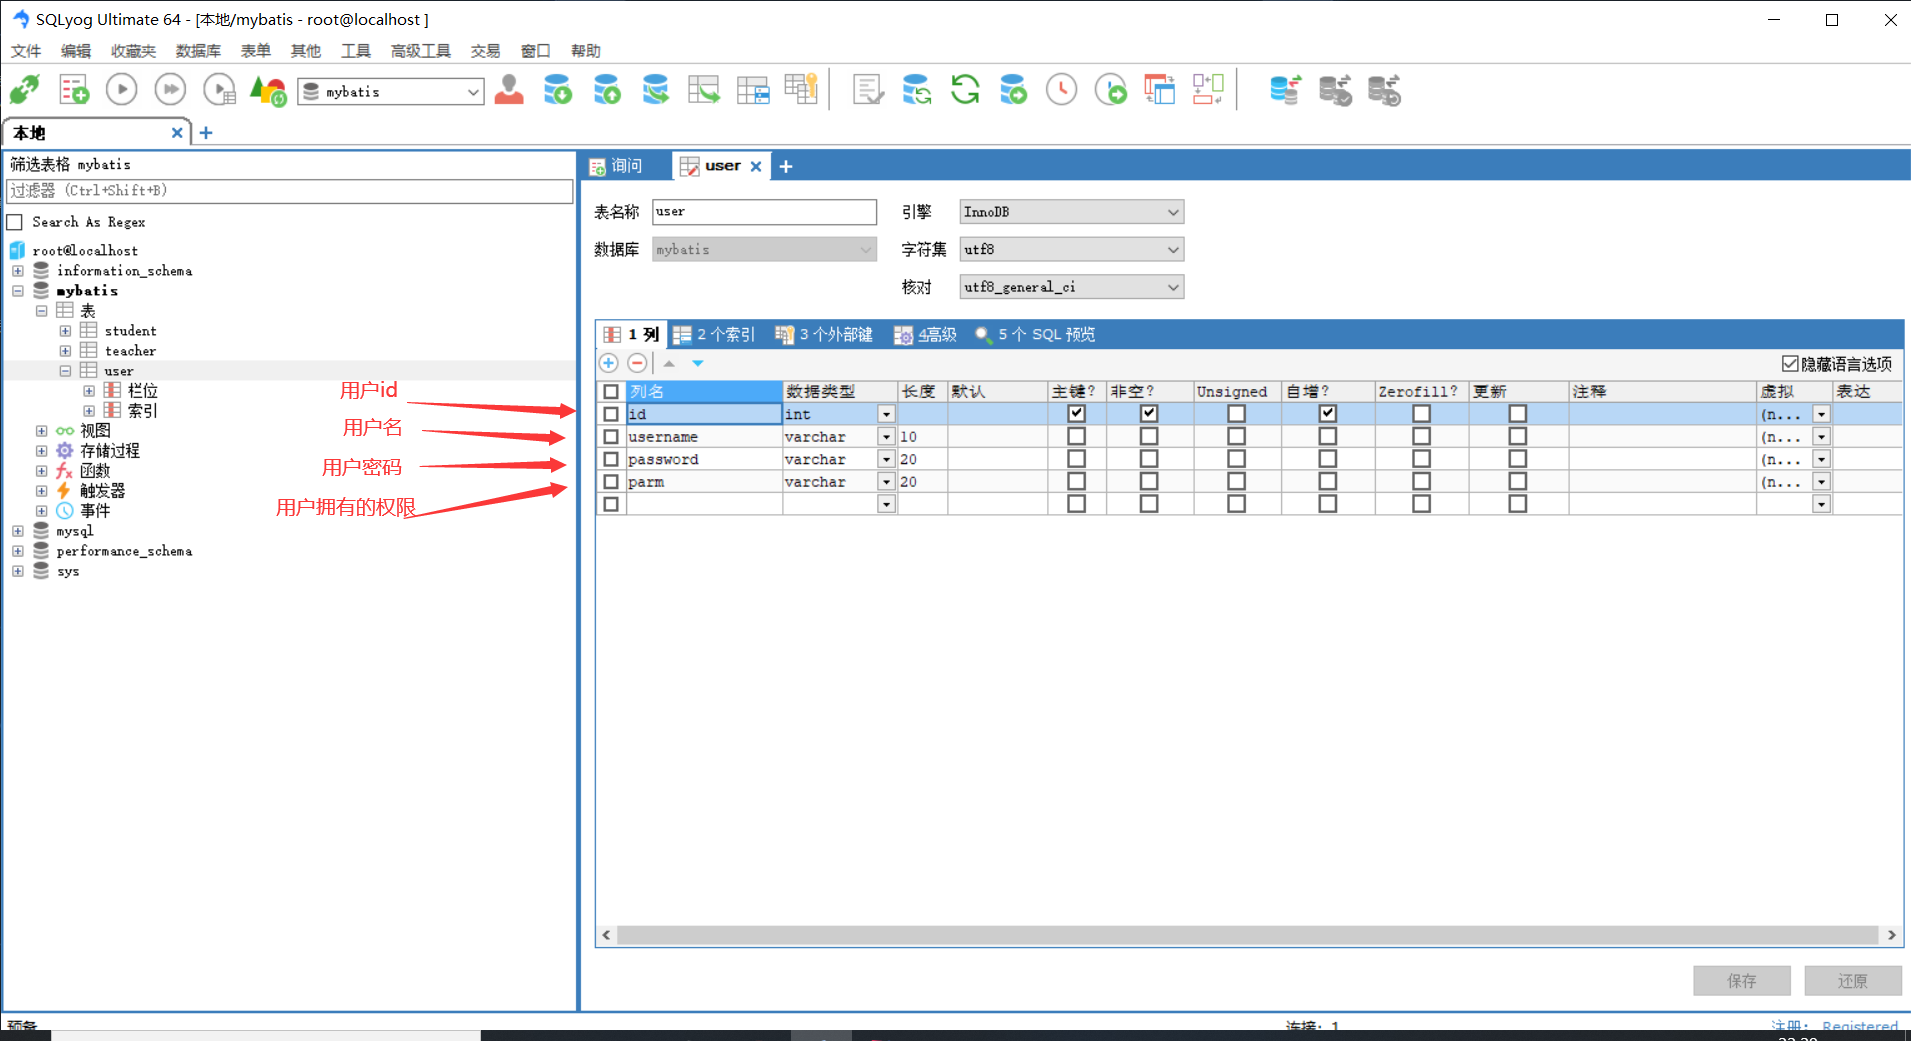 SQLyog Ultimate 64 - [本地/mybatis - root@localhost ]
文件 编辑 收藏夹 数据库 表单 其他 工具 高级工具 交易 窗口 帮助
mybatis
本地
筛选表格 mybatis
过滤器 (Ctrl+Shift+B)
Search As Regex
root@localhost
information_schema
mybatis
表
student
teacher
user
栏位
索引
视图
存储过程
函数
触发器
事件
mysql
performance_schema
sys
用户id
用户名
用户密码
用户拥有的权限
询问 user
表名称 user 引擎 InnoDB
数据库 mybatis 字符集 utf8
核对 utf8_general_ci
1 列 2 个索引 3 个外部键 4高级 5 个 SQL 预览
隐藏语言选项
列名 数据类型 长度 默认 主键? 非空? Unsigned 自增? Zerofill? 更新 注释 虚拟 表达
id int (n...
username varchar 10 (n...
password varchar 20 (n...
parm varchar 20 (n...
保存 还原
预备 连接: 1 注册: Registered